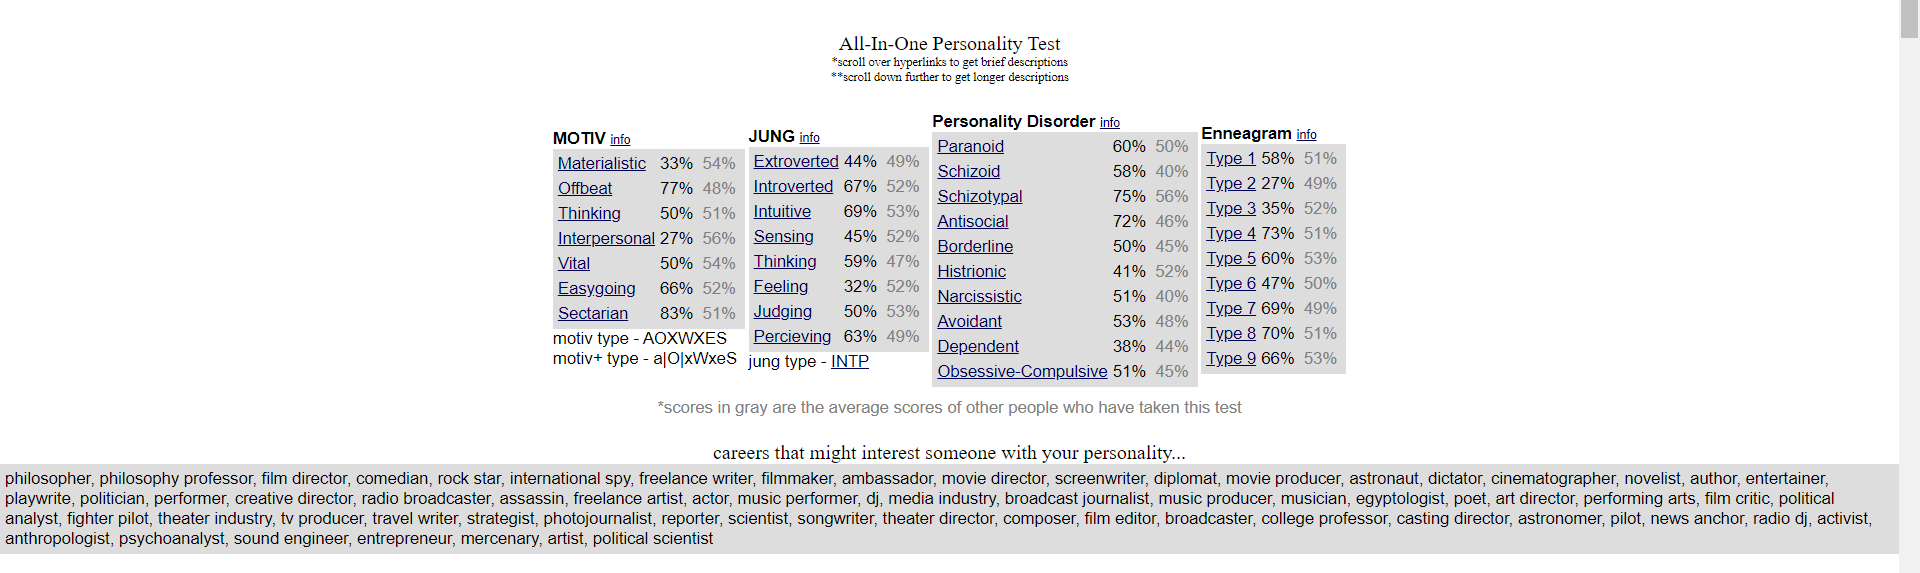 All-In-One Personality Test
*scroll over hyperlinks to get brief descriptions
**scroll down further to get longer descriptions
MOTIV info
Materialistic 33% 54%
Offbeat 77% 48%
Thinking 50% 51%
Interpersonal 27% 56%
Vital 50% 54%
Easygoing 66% 52%
Sectarian 83% 51%
motiv type - AOXWXES
motiv+ type - a|O|xWxeS
JUNG info
Extroverted 44% 49%
Introverted 67% 52%
Intuitive 69% 53%
Sensing 45% 52%
Thinking 59% 47%
Feeling 32% 52%
Judging 50% 53%
Percieving 63% 49%
jung type - INTP
Personality Disorder info
Paranoid 60% 50%
Schizoid 58% 40%
Schizotypal 75% 56%
Antisocial 72% 46%
Borderline 50% 45%
Histrionic 41% 52%
Narcissistic 51% 40%
Avoidant 53% 48%
Dependent 38% 44%
Obsessive-Compulsive 51% 45%
Enneagram info
Type 1 58% 51%
Type 2 27% 49%
Type 3 35% 52%
Type 4 73% 51%
Type 5 60% 53%
Type 6 47% 50%
Type 7 69% 49%
Type 8 70% 51%
Type 9 66% 53%
*scores in gray are the average scores of other people who have taken this test
careers that might interest someone with your personality...
philosopher, philosophy professor, film director, comedian, rock star, international spy, freelance writer, filmmaker, ambassador, movie director, screenwriter, diplomat, movie producer, astronaut, dictator, cinematographer, novelist, author, entertainer,
playwrite, politician, performer, creative director, radio broadcaster, assassin, freelance artist, actor, music performer, dj, media industry, broadcast journalist, music producer, musician, egyptologist, poet, art director, performing arts, film critic, political
analyst, fighter pilot, theater industry, tv producer, travel writer, strategist, photojournalist, reporter, scientist, songwriter, theater director, composer, film editor, broadcaster, college professor, casting director, astronomer, pilot, news anchor, radio dj, activist,
anthropologist, psychoanalyst, sound engineer, entrepreneur, mercenary, artist, political scientist